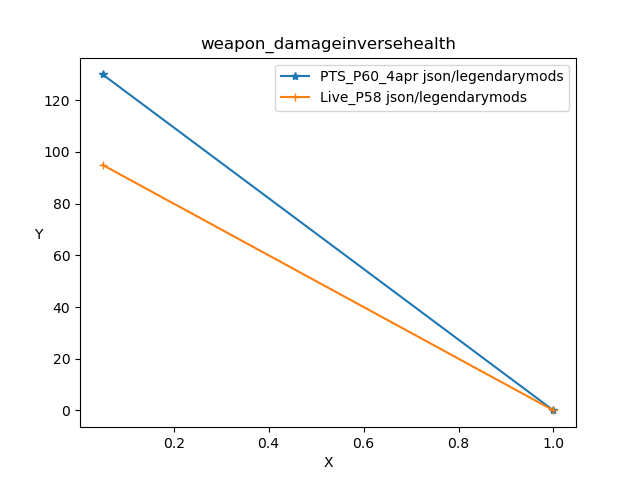 weapon_damageinversehealth
PTS_P60_4apr json/legendarymods
Live_P58 json/legendarymods
120
100
80
Y
60
40
20
0
0.2 0.4 0.6 0.8 1.0
X